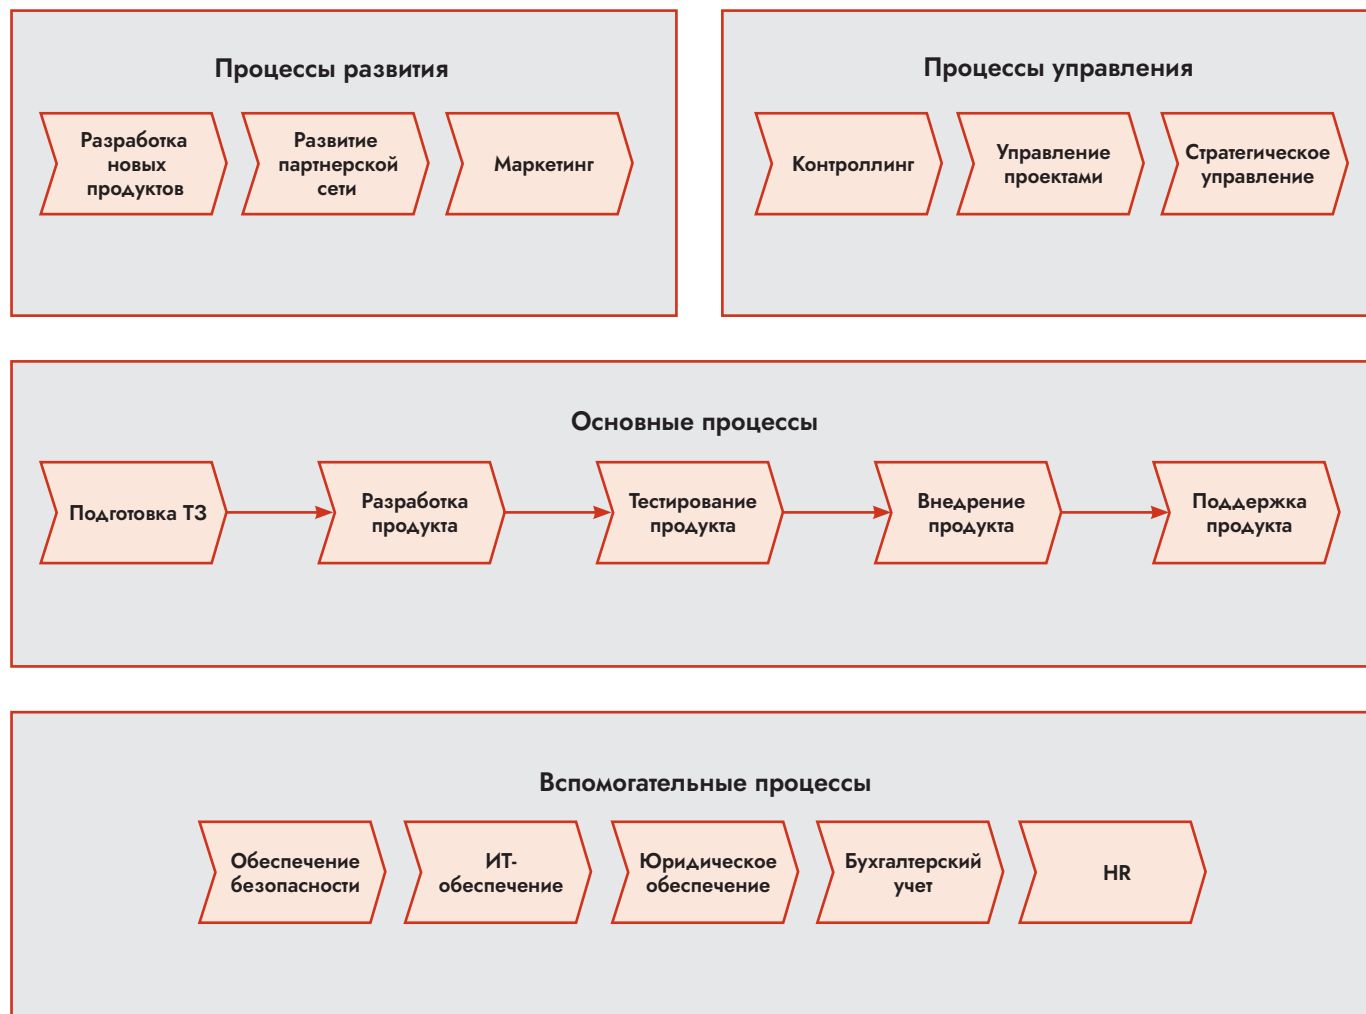 Процессы развития
Разработка
новых
продуктов
Развитие
партнерской
сети
Маркетинг
Процессы управления
Контроллинг
Управление
проектами
Стратегическое
управление
Основные процессы
Подготовка ТЗ
Разработка
продукта
Тестирование
продукта
Внедрение
продукта
Поддержка
продукта
Вспомогательные процессы
Обеспечение
безопасности
ИТ-
обеспечение
Юридическое
обеспечение
Бухгалтерский
учет
HR